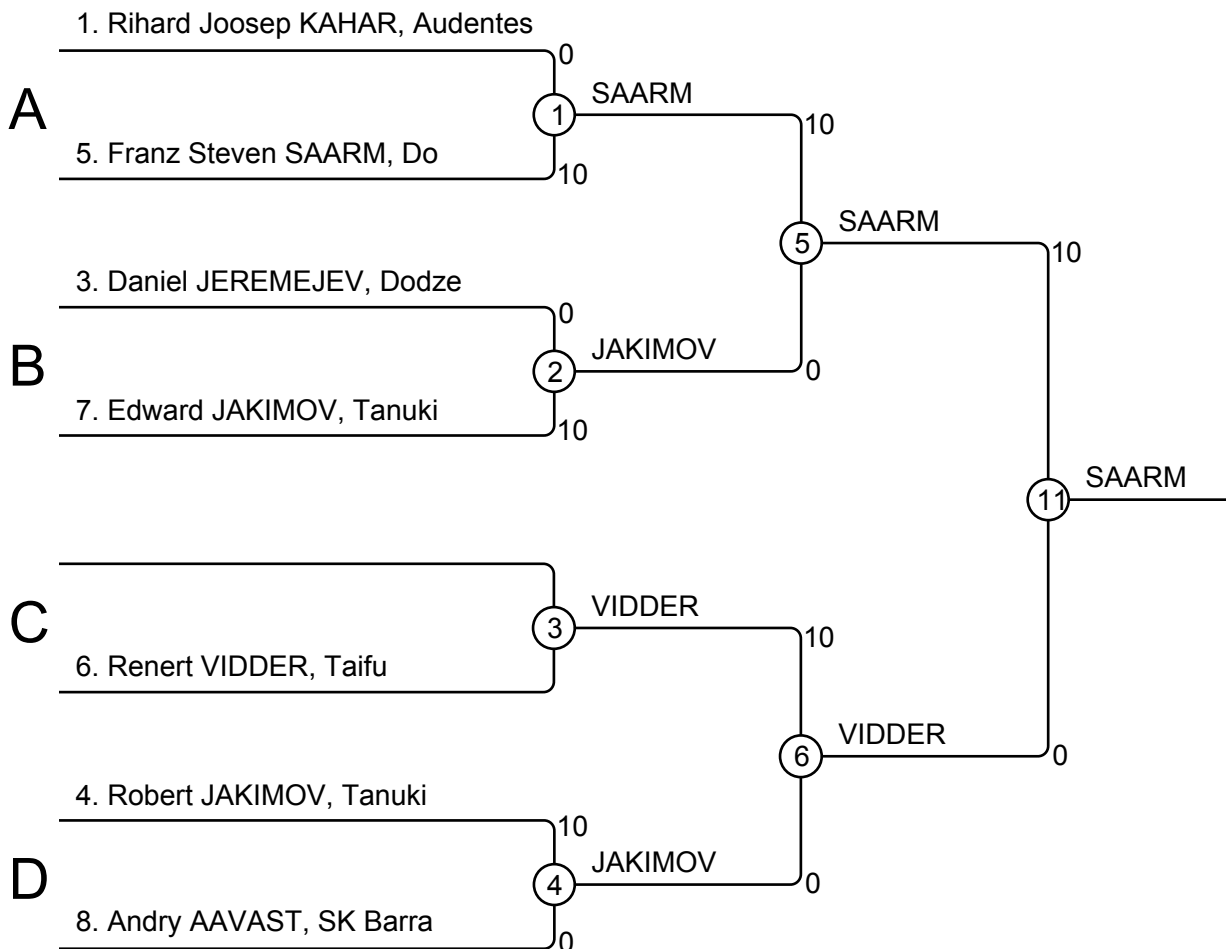 1. Rihard Joosep KAHAR, Audentes
0
A
1
SAARM
10
5. Franz Steven SAARM, Do
10
5
SAARM
10
3. Daniel JEREMEJEV, Dodze
0
B
2
JAKIMOV
0
7. Edward JAKIMOV, Tanuki
10
11
SAARM
C
3
VIDDER
10
6. Renert VIDDER, Taifu
6
VIDDER
0
4. Robert JAKIMOV, Tanuki
10
D
4
JAKIMOV
0
8. Andry AAVAST, SK Barra
0